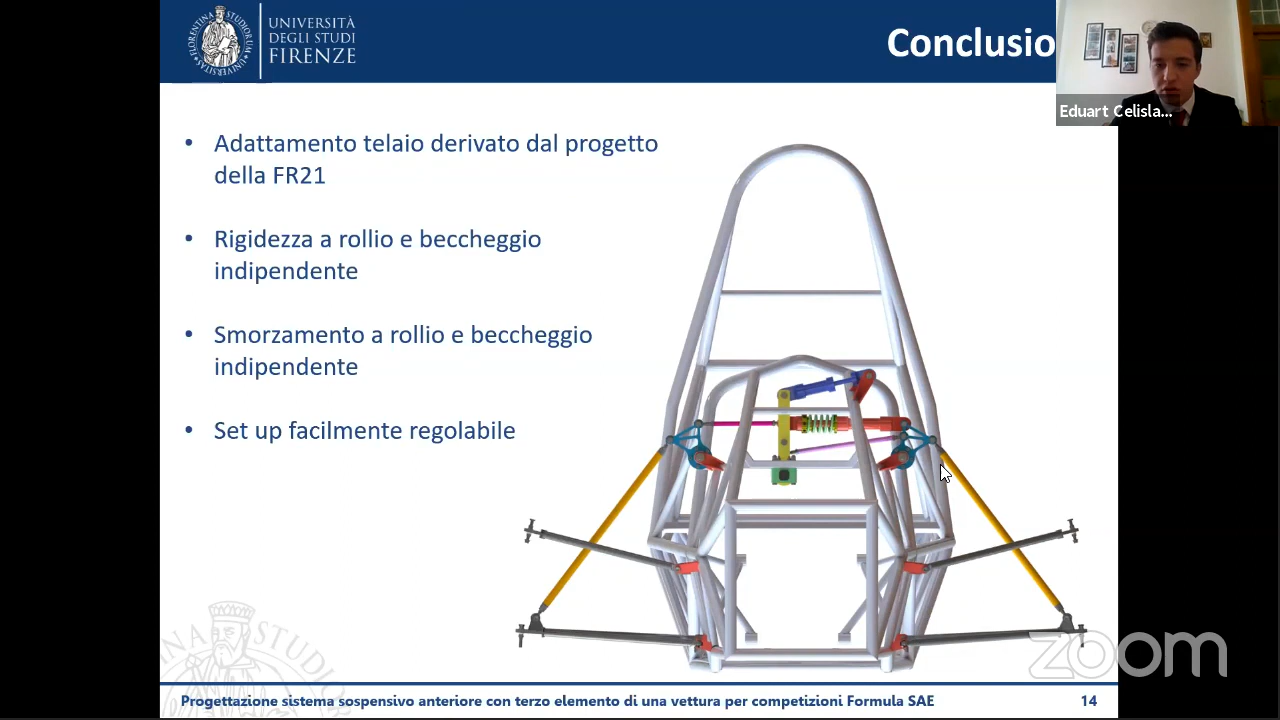 UNIVERSITÀ
DEGLI STUDI
FIRENZE
Conclusio
Eduart Celisla...
• Adattamento telaio derivato dal progetto
della FR21
• Rigidezza a rollio e beccheggio
indipendente
• Smorzamento a rollio e beccheggio
indipendente
• Set up facilmente regolabile
zoom
Progettazione sistema sospensivo anteriore con terzo elemento di una vettura per competizioni Formula SAE
14